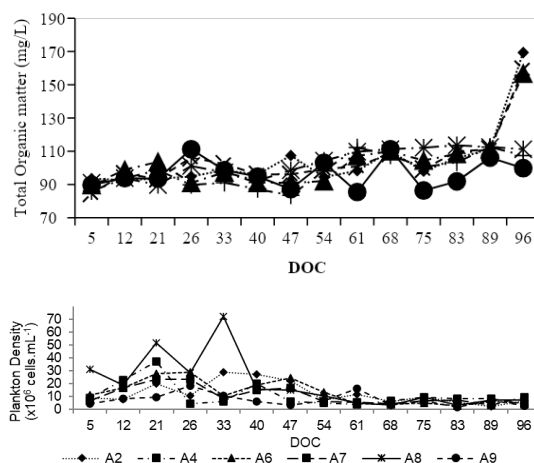 Total Organic matter (mg/L)
190
170
150
130
110
90
70
5 12 21 26 33 40 47 54 61 68 75 83 89 96
DOC
Plankton Density
(x10⁶ cells.mL⁻¹)
70
60
50
40
30
20
10
0
5 12 21 26 33 40 47 54 61 68 75 83 89 96
DOC
A2 A4 A6 A7 A8 A9